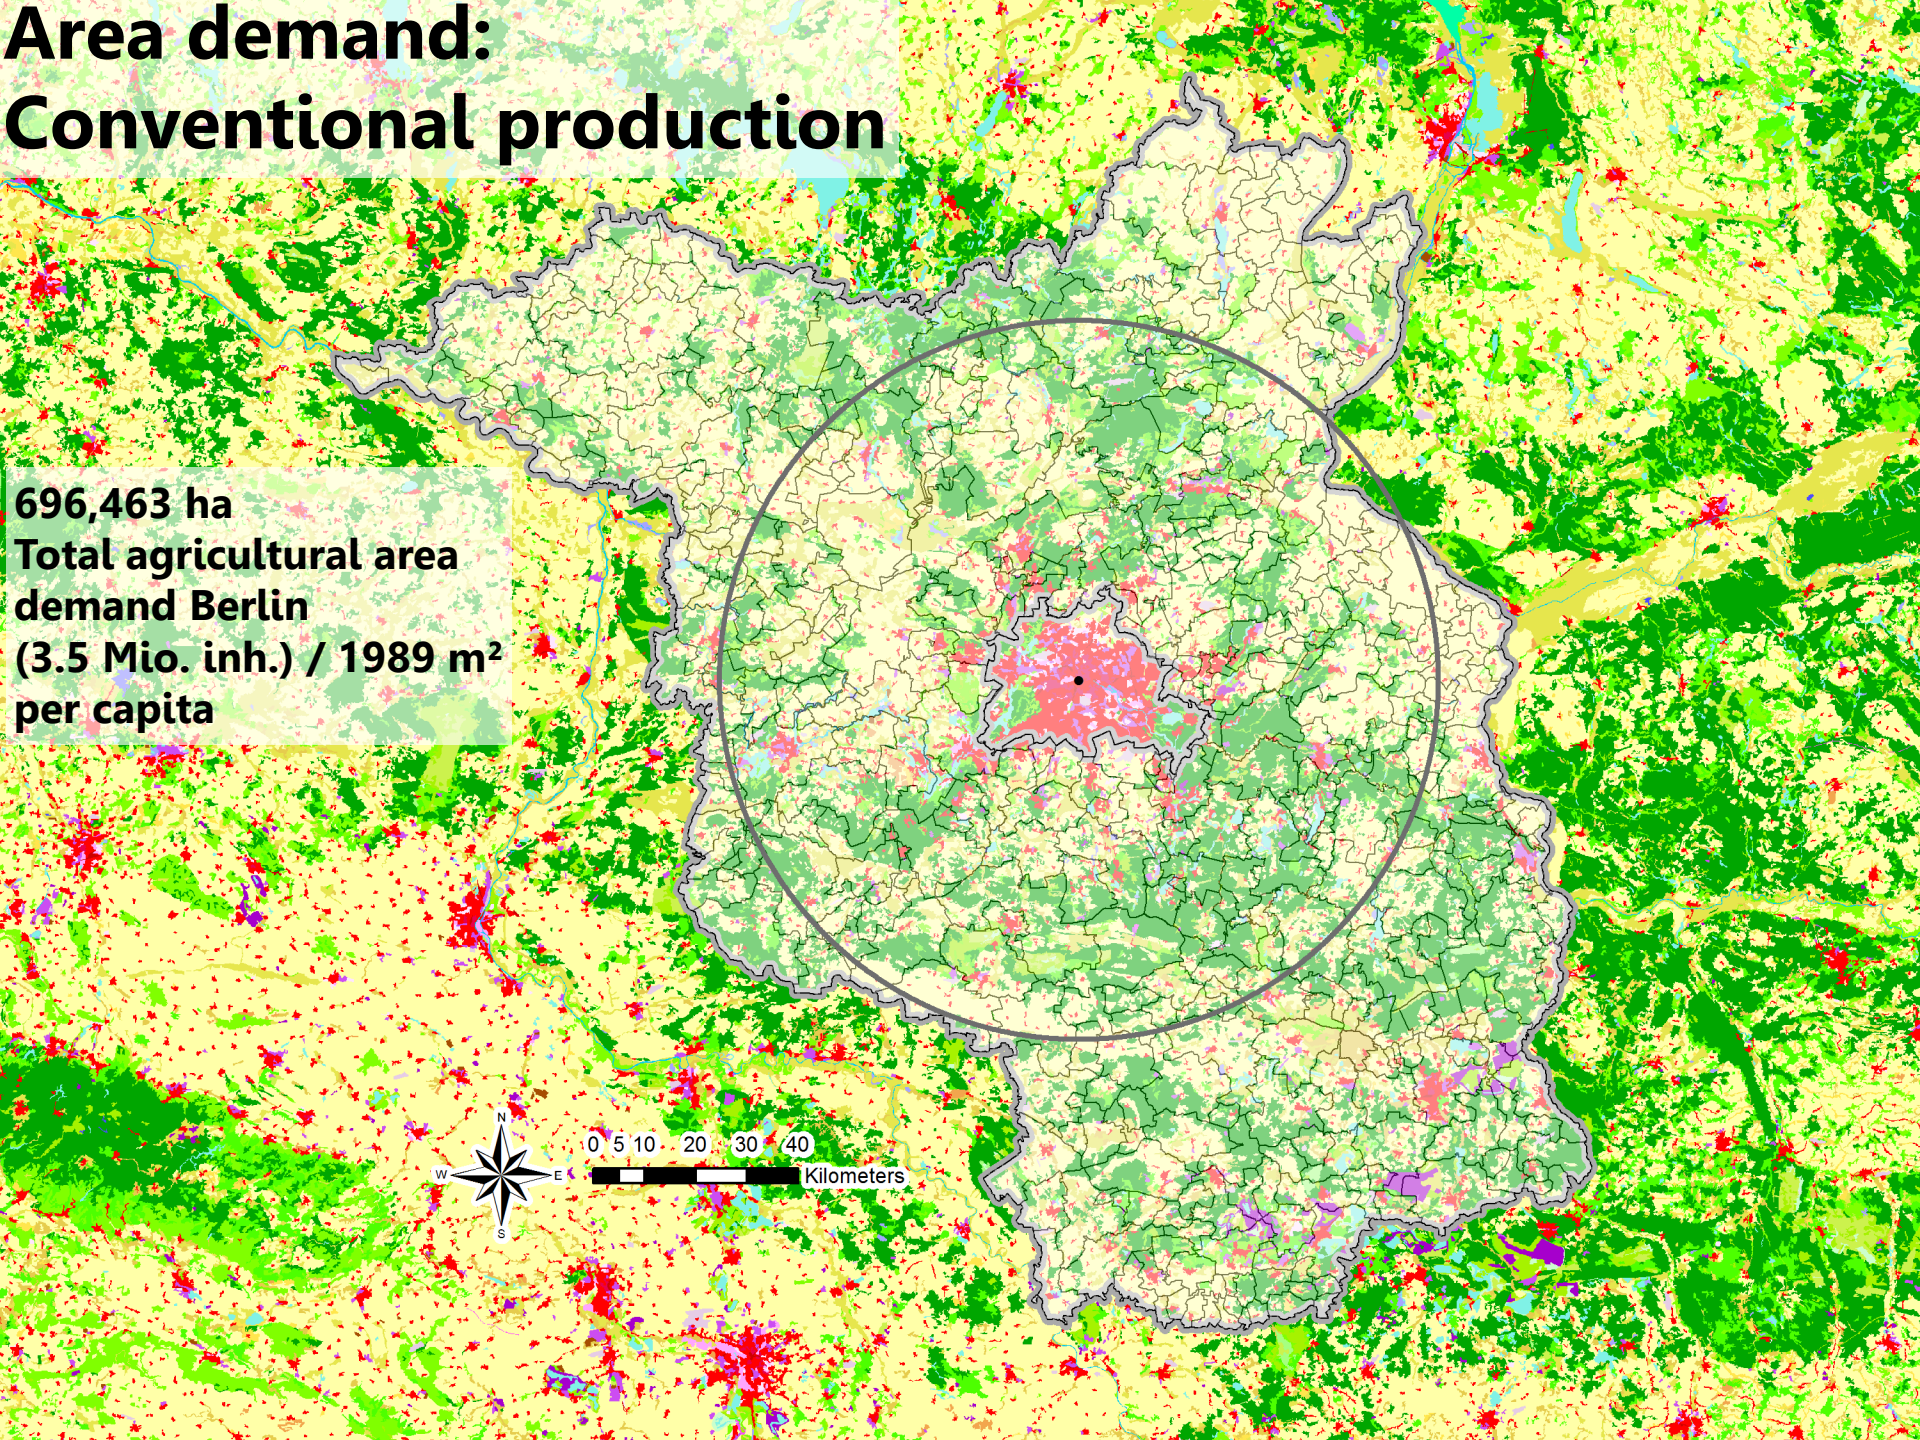 Area demand:
Conventional production
696,463 ha
Total agricultural area
demand Berlin
(3.5 Mio. inh.) / 1989 m²
per capita
N
W E
S
0 5 10 20 30 40
Kilometers